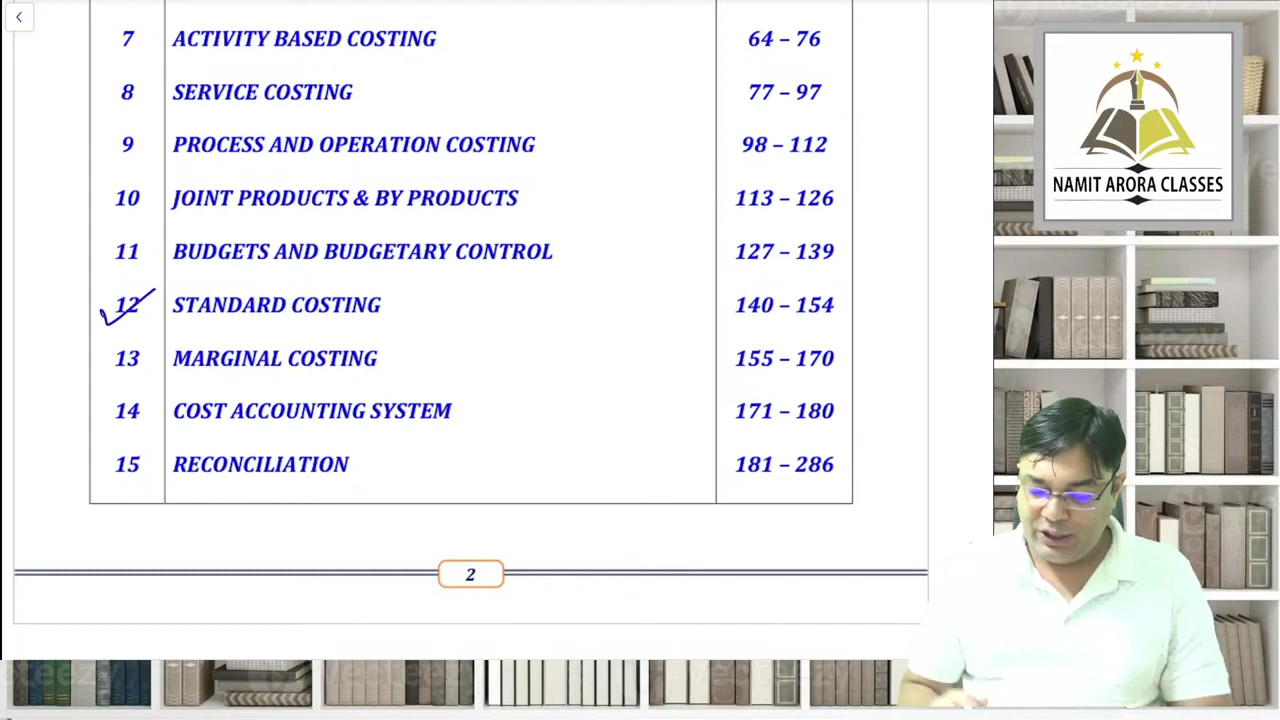 7 ACTIVITY BASED COSTING 64 – 76
8 SERVICE COSTING 77 – 97
9 PROCESS AND OPERATION COSTING 98 – 112
10 JOINT PRODUCTS & BY PRODUCTS 113 – 126
11 BUDGETS AND BUDGETARY CONTROL 127 – 139
12 STANDARD COSTING 140 – 154
13 MARGINAL COSTING 155 – 170
14 COST ACCOUNTING SYSTEM 171 – 180
15 RECONCILIATION 181 – 286
2
NAMIT ARORA CLASSES